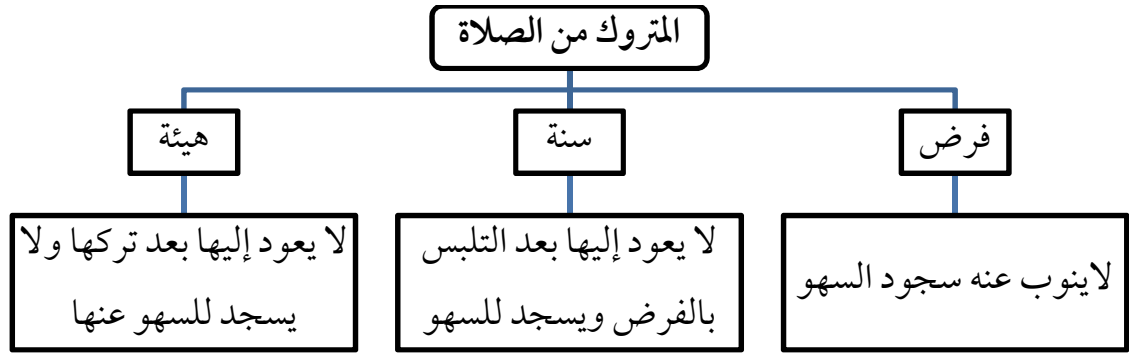 المتروك من الصلاة
فرض
سنة
هيئة
لاينوب عنه سجود السهو
لا يعود إليها بعد التلبس
بالفرض ويسجد للسهو
لا يعود إليها بعد تركها ولا
يسجد للسهو عنها